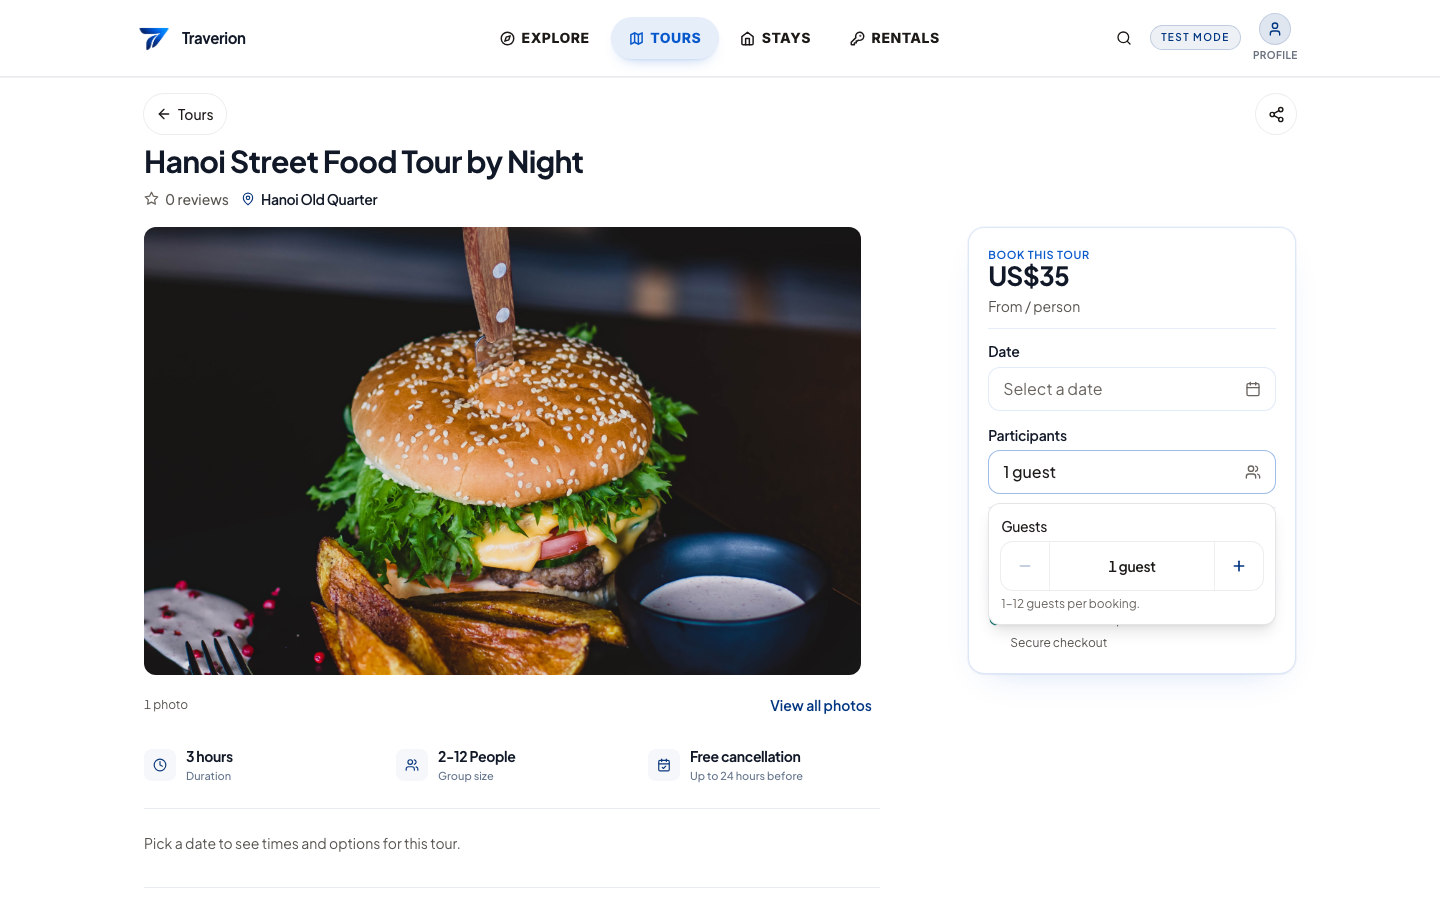 Traverion
EXPLORE
TOURS
STAYS
RENTALS
TEST MODE
PROFILE
Tours
Hanoi Street Food Tour by Night
0 reviews
Hanoi Old Quarter
BOOK THIS TOUR
US$35
From / person
Date
Select a date
Participants
1 guest
Guests
1 guest
1–12 guests per booking.
Secure checkout
1 photo
View all photos
3 hours
Duration
2-12 People
Group size
Free cancellation
Up to 24 hours before
Pick a date to see times and options for this tour.